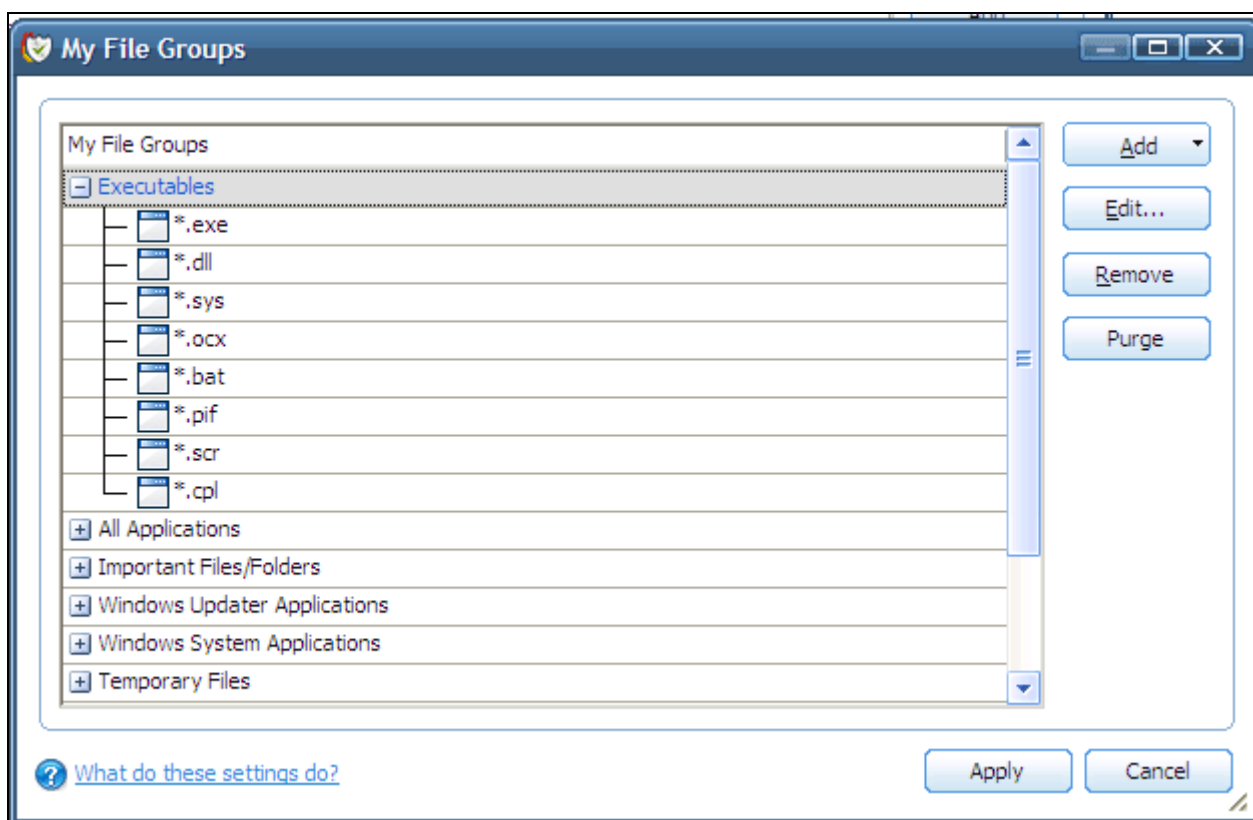 My File Groups
My File Groups
Executables
*.exe
*.dll
*.sys
*.ocx
*.bat
*.pif
*.scr
*.cpl
All Applications
Important Files/Folders
Windows Updater Applications
Windows System Applications
Temporary Files
Add
Edit...
Remove
Purge
What do these settings do?
Apply
Cancel